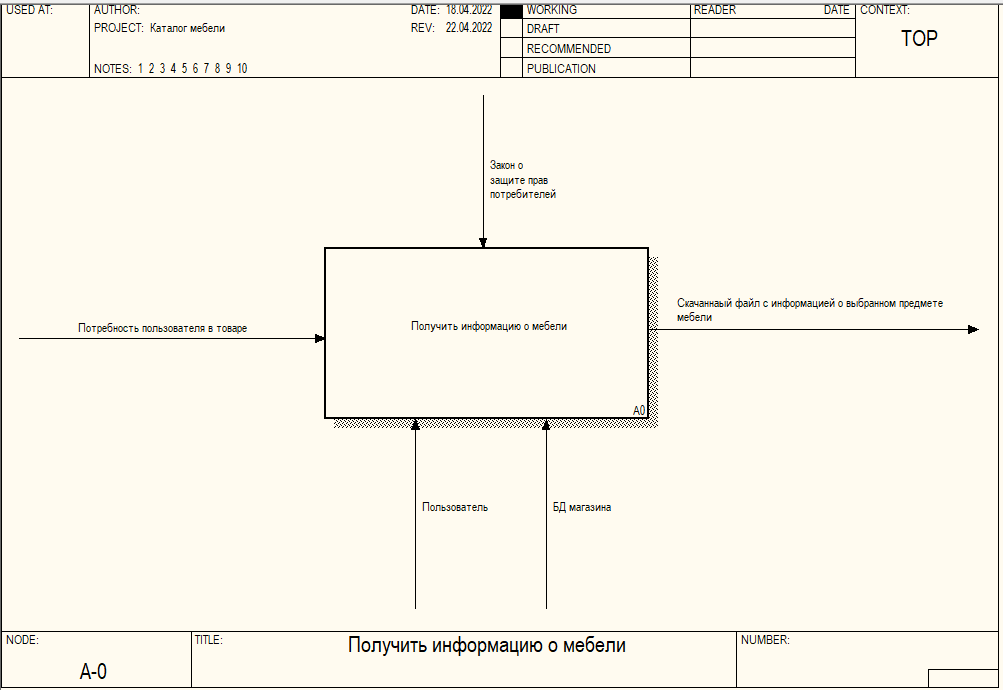 USED AT:
AUTHOR:
DATE: 18.04.2022
WORKING
READER
DATE
CONTEXT:
PROJECT: Каталог мебели
REV: 22.04.2022
DRAFT
TOP
RECOMMENDED
NOTES: 1 2 3 4 5 6 7 8 9 10
PUBLICATION
Закон о
защите прав
потребителей
Скачаннаый файл с информацией о выбранном предмете
мебели
Потребность пользователя в товаре
Получить информацию о мебели
A0
Пользователь
БД магазина
NODE:
TITLE:
Получить информацию о мебели
NUMBER:
A-0